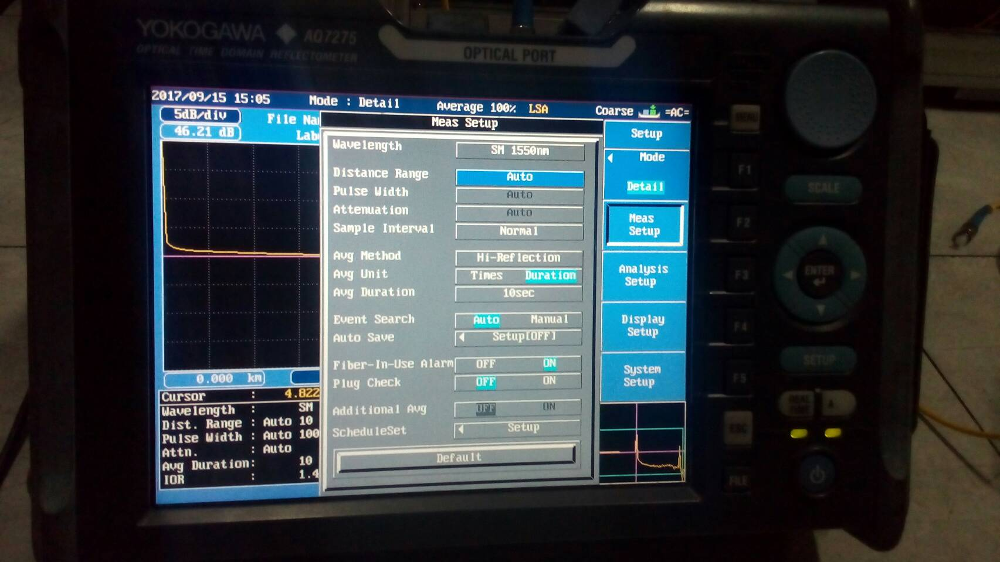 YOKOGAWA AQ7275
OPTICAL TIME DOMAIN REFLECTOMETER
OPTICAL PORT
2017/09/15 15:05 Mode : Detail Average 100% LSA Coarse =AC=
5dB/div
46.21 dB
File Na
Lab
Meas Setup
Wavelength SM 1550nm
Distance Range Auto
Pulse Width Auto
Attenuation Auto
Sample Interval Normal
Avg Method Hi-Reflection
Avg Unit Times Duration
Avg Duration 10sec
Event Search Auto Manual
Auto Save Setup[OFF]
Fiber-In-Use Alarm OFF ON
Plug Check OFF ON
Additional Avg OFF ON
ScheduleSet Setup
Default
0.000 km
Cursor : 4.822
Wavelength : SM
Dist. Range : Auto 10
Pulse Width : Auto 100
Attn. : Auto
Avg Duration: 10
IOR : 1.4
Setup
Mode
Detail
Meas
Setup
Analysis
Setup
Display
Setup
System
Setup
MENU
F1
F2
F3
F4
F5
ESC
FILE
SCALE
ENTER
SETUP